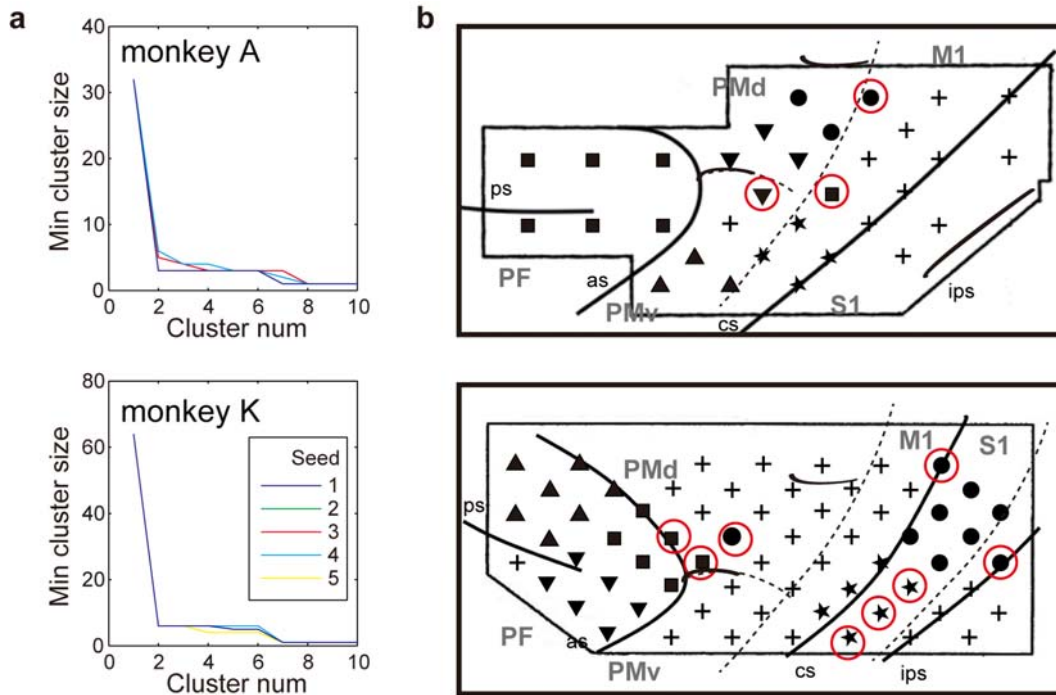 a
b
monkey A
Min cluster size
40
30
20
10
0
0 2 4 6 8 10
Cluster num
PMd
M1
ps
PF
as
PMv
cs
S1
ips
monkey K
Min cluster size
80
60
40
20
0
0 2 4 6 8 10
Cluster num
Seed
1
2
3
4
5
PMd
M1
S1
ps
PF
as
PMv
cs
ips